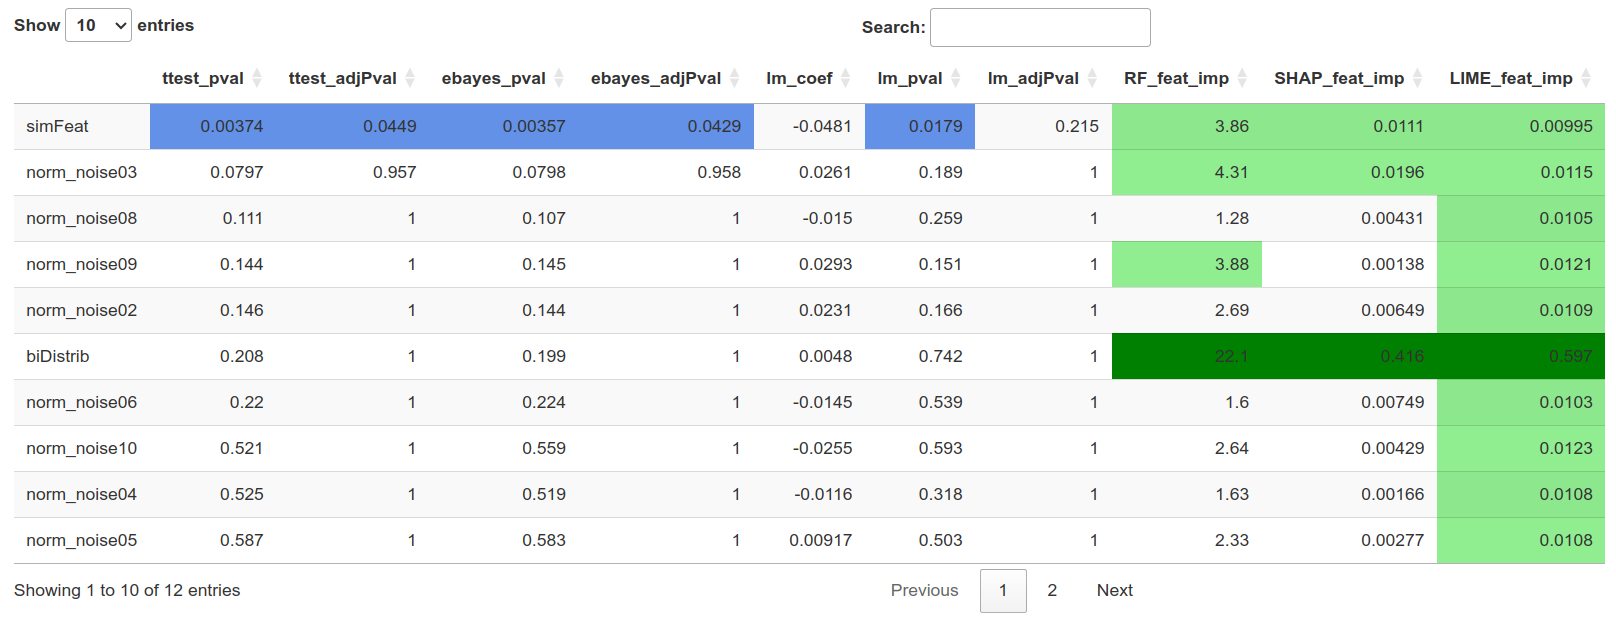 Show 10 entries Search:
ttest_pval ttest_adjPval ebayes_pval ebayes_adjPval lm_coef lm_pval lm_adjPval RF_feat_imp SHAP_feat_imp LIME_feat_imp
simFeat 0.00374 0.0449 0.00357 0.0429 -0.0481 0.0179 0.215 3.86 0.0111 0.00995
norm_noise03 0.0797 0.957 0.0798 0.958 0.0261 0.189 1 4.31 0.0196 0.0115
norm_noise08 0.111 1 0.107 1 -0.015 0.259 1 1.28 0.00431 0.0105
norm_noise09 0.144 1 0.145 1 0.0293 0.151 1 3.88 0.00138 0.0121
norm_noise02 0.146 1 0.144 1 0.0231 0.166 1 2.69 0.00649 0.0109
biDistrib 0.208 1 0.199 1 0.0048 0.742 1 22.1 0.416 0.597
norm_noise06 0.22 1 0.224 1 -0.0145 0.539 1 1.6 0.00749 0.0103
norm_noise10 0.521 1 0.559 1 -0.0255 0.593 1 2.64 0.00429 0.0123
norm_noise04 0.525 1 0.519 1 -0.0116 0.318 1 1.63 0.00166 0.0108
norm_noise05 0.587 1 0.583 1 0.00917 0.503 1 2.33 0.00277 0.0108
Showing 1 to 10 of 12 entries Previous 1 2 Next